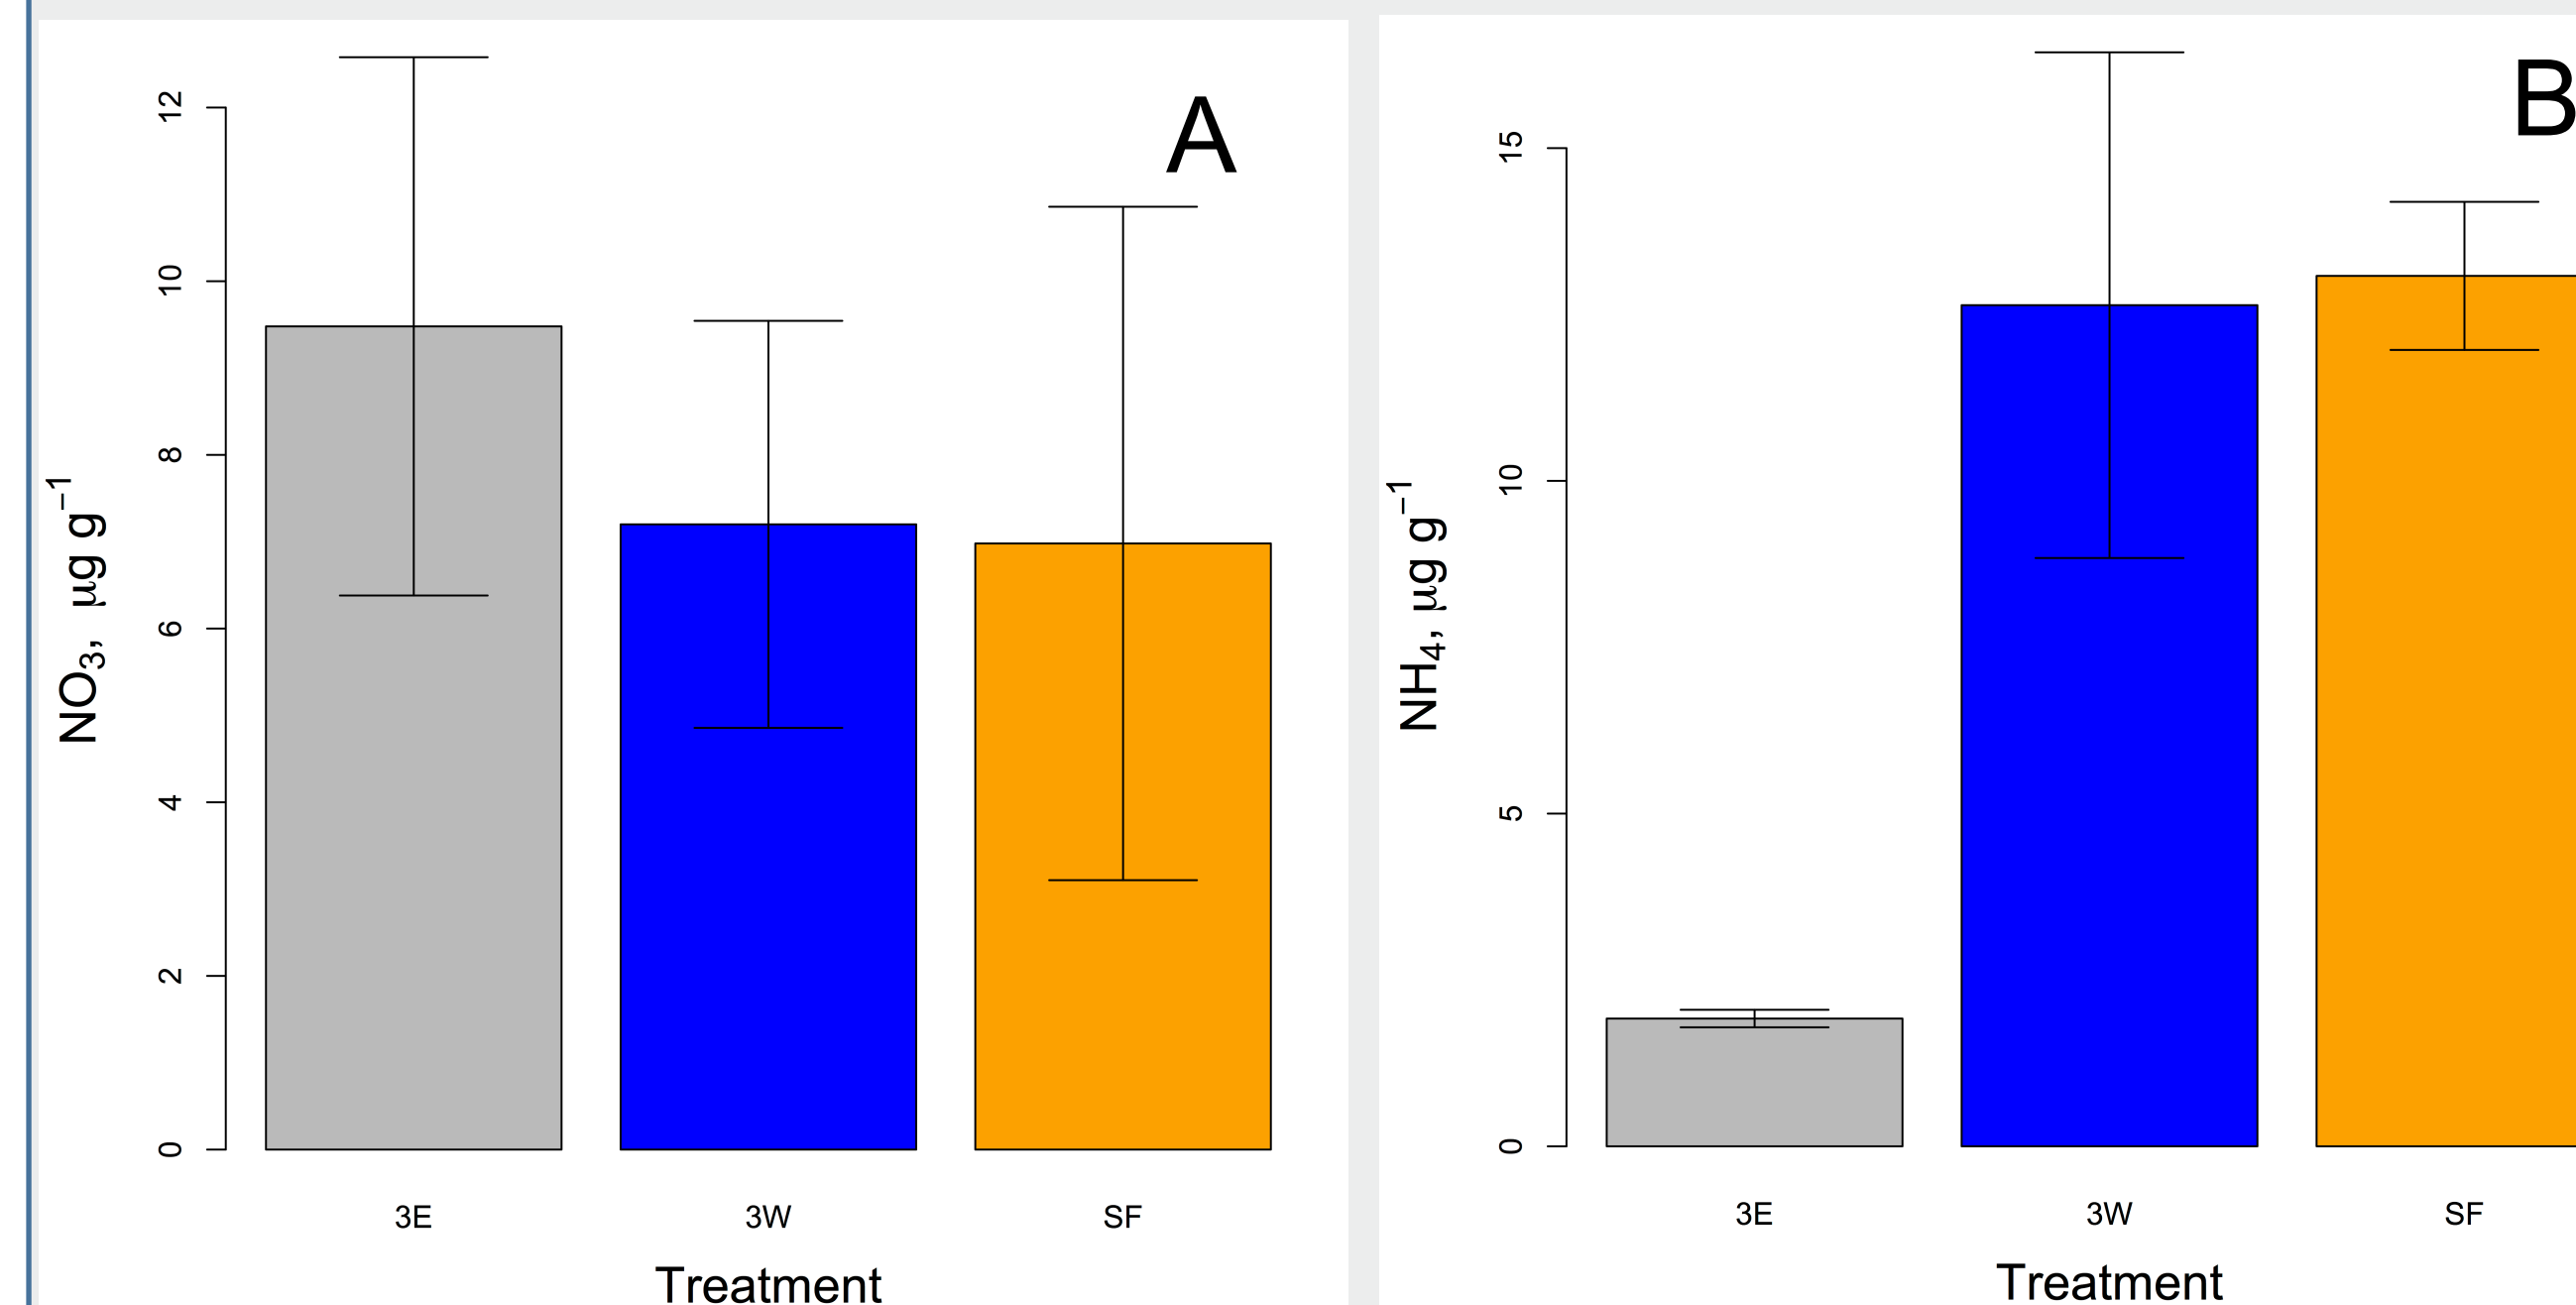 A
12
10
8
6
4
2
0
NO₃, μg g⁻¹
3E 3W SF
Treatment
B
15
10
5
0
NH₄, μg g⁻¹
3E 3W SF
Treatment